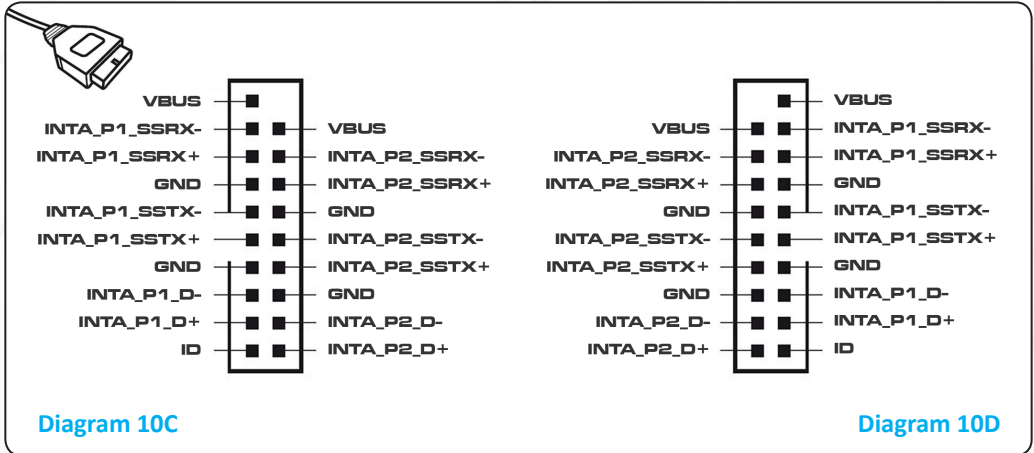 VBUS
INTA_P1_SSRX-
INTA_P1_SSRX+
GND
INTA_P1_SSTX-
INTA_P1_SSTX+
GND
INTA_P1_D-
INTA_P1_D+
ID
VBUS
INTA_P2_SSRX-
INTA_P2_SSRX+
GND
INTA_P2_SSTX-
INTA_P2_SSTX+
GND
INTA_P2_D-
INTA_P2_D+
Diagram 10C
VBUS
INTA_P2_SSRX-
INTA_P2_SSRX+
GND
INTA_P2_SSTX-
INTA_P2_SSTX+
GND
INTA_P2_D-
INTA_P2_D+
VBUS
INTA_P1_SSRX-
INTA_P1_SSRX+
GND
INTA_P1_SSTX-
INTA_P1_SSTX+
GND
INTA_P1_D-
INTA_P1_D+
ID
Diagram 10D